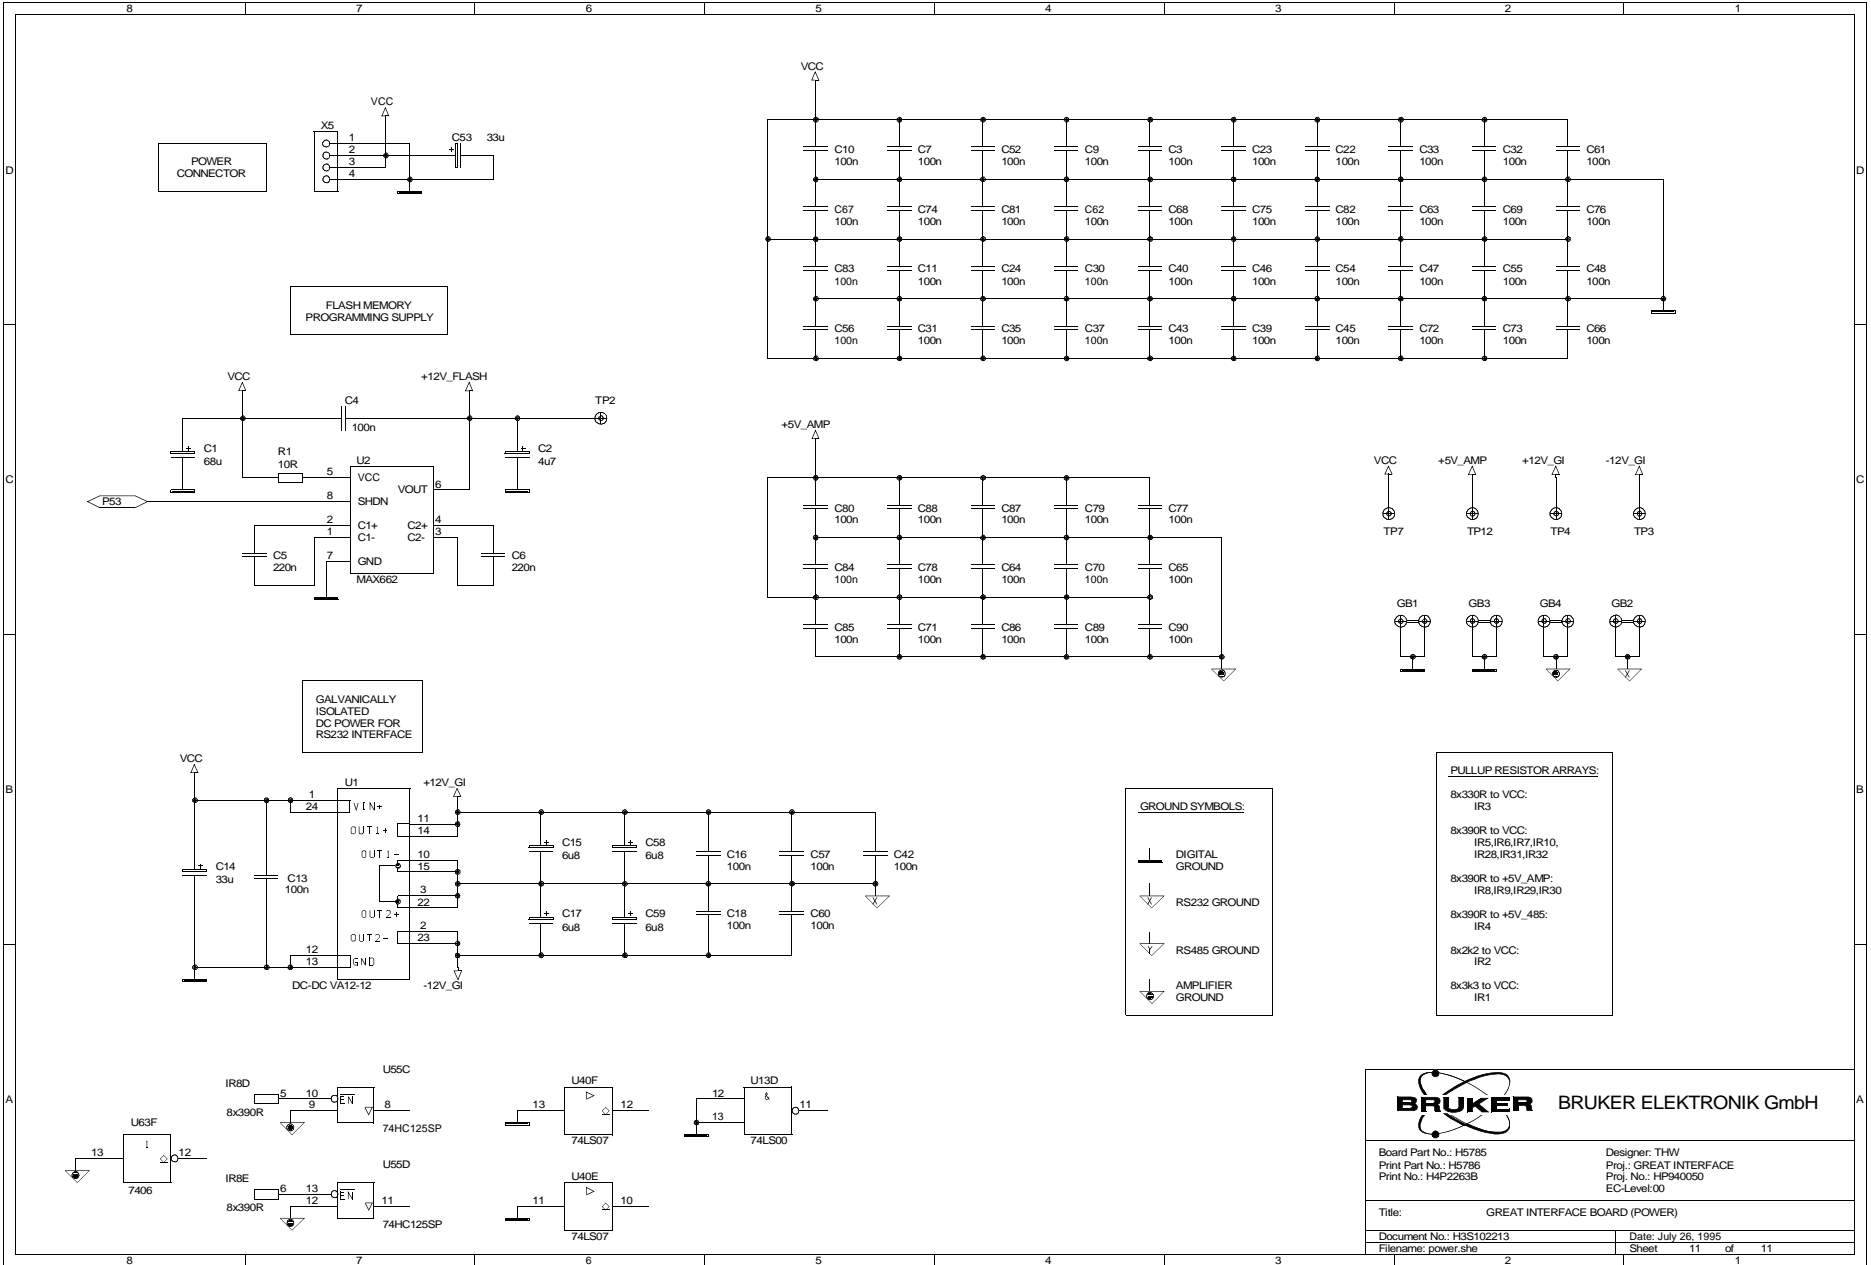 8 7 6 5 4 3 2 1
D
C
B
A
D
C
B
A
POWER
CONNECTOR
X5
VCC
1
2
3
4
C53 33u
+
FLASH MEMORY
PROGRAMMING SUPPLY
VCC
+12V_FLASH
C4
100n
TP2
C1
68u
+
R1
10R
C2
4u7
+
U2
5 VCC
8 SHDN
2 C1+
1 C1-
7 GND
VOUT 6
C2+ 4
C2- 3
MAX662
P53
C5
220n
C6
220n
GALVANICALLY
ISOLATED
DC POWER FOR
RS232 INTERFACE
VCC
U1
+12V_GI
1
24
VIN+
OUT1+
11
14
OUT1-
10
15
3
22
OUT2+
OUT2-
2
23
12
13
GND
DC-DC VA12-12
-12V_GI
C14
33u
+
C13
100n
C15
6u8
+
C58
6u8
+
C16
100n
C57
100n
C42
100n
X
C17
6u8
+
C59
6u8
+
C18
100n
C60
100n
VCC
C10 C7 C52 C9 C3 C23 C22 C33 C32 C61
100n 100n 100n 100n 100n 100n 100n 100n 100n 100n
C67 C74 C81 C62 C68 C75 C82 C63 C69 C76
100n 100n 100n 100n 100n 100n 100n 100n 100n 100n
C83 C11 C24 C30 C40 C46 C54 C47 C55 C48
100n 100n 100n 100n 100n 100n 100n 100n 100n 100n
C56 C31 C35 C37 C43 C39 C45 C72 C73 C66
100n 100n 100n 100n 100n 100n 100n 100n 100n 100n
+5V_AMP
C80 C88 C87 C79 C77
100n 100n 100n 100n 100n
C84 C78 C64 C70 C65
100n 100n 100n 100n 100n
C85 C71 C86 C89 C90
100n 100n 100n 100n 100n
VCC +5V_AMP +12V_GI -12V_GI
TP7 TP12 TP4 TP3
GB1 GB3 GB4 GB2
X
GROUND SYMBOLS:
DIGITAL
GROUND
X RS232 GROUND
Y RS485 GROUND
AMPLIFIER
GROUND
PULLUP RESISTOR ARRAYS:
8x330R to VCC:
IR3
8x390R to VCC:
IR5,IR6,IR7,IR10,
IR28,IR31,IR32
8x390R to +5V_AMP:
IR8,IR9,IR29,IR30
8x390R to +5V_485:
IR4
8x2k2 to VCC:
IR2
8x3k3 to VCC:
IR1
U63F
13 1 12
7406
IR8D
8x390R
5 10
9
EN
U55C
8
74HC125SP
IR8E
8x390R
6 13
12
EN
U55D
11
74HC125SP
U40F
13 12
74LS07
U40E
11 10
74LS07
U13D
12
13
&
11
74LS00
BRUKER
BRUKER ELEKTRONIK GmbH
Board Part No.: H5785
Print Part No.: H5786
Print No.: H4P2263B
Designer: THW
Proj.: GREAT INTERFACE
Proj. No.: HP940050
EC-Level:00
Title: GREAT INTERFACE BOARD (POWER)
Document No.: H3S102213
Date: July 26, 1995
Filename: power.she
Sheet 11 of 11
8 7 6 5 4 3 2 1